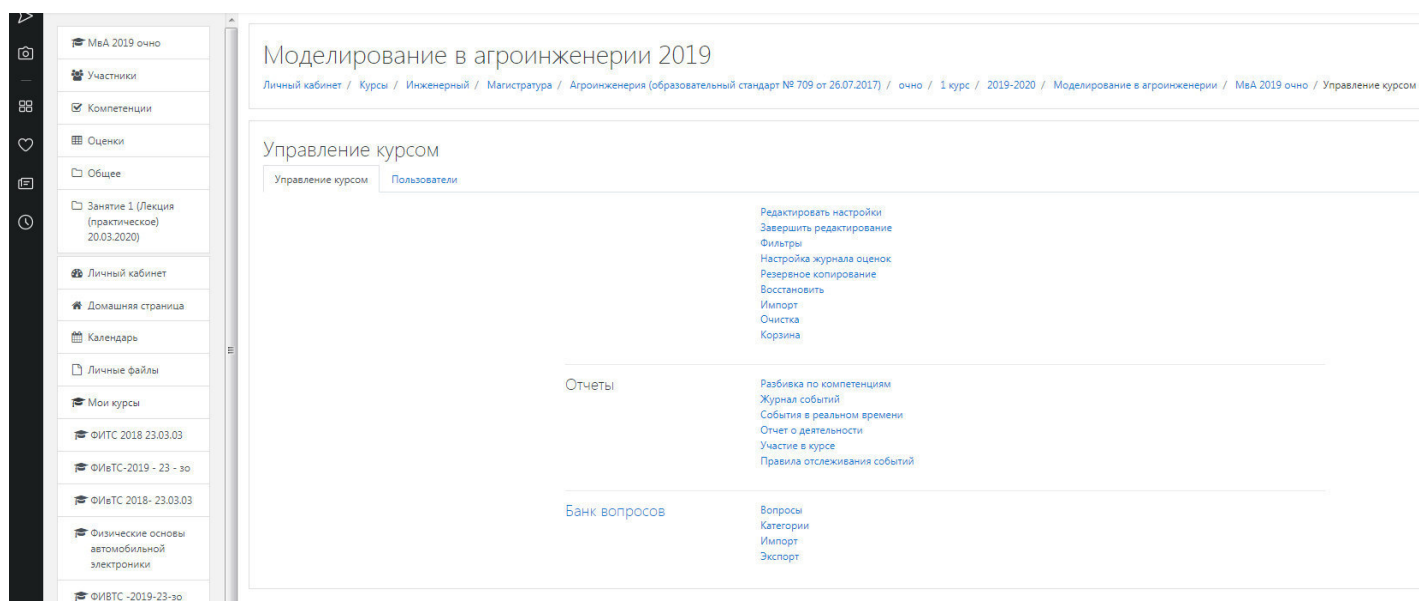 МвА 2019 очно
Участники
Компетенции
Оценки
Общее
Занятие 1 (Лекция
(практическое)
20.03.2020)
Личный кабинет
Домашняя страница
Календарь
Личные файлы
Мои курсы
ФИТС 2018 23.03.03
ФИвТС-2019 - 23 - зо
ФИвТС 2018- 23.03.03
Физические основы
автомобильной
электроники
ФИВТС -2019-23-зо
Моделирование в агроинженерии 2019
Личный кабинет / Курсы / Инженерный / Магистратура / Агроинженерия (образовательный стандарт № 709 от 26.07.2017) / очно / 1 курс / 2019-2020 / Моделирование в агроинженерии / МвА 2019 очно / Управление курсом
Управление курсом
Управление курсом Пользователи
Редактировать настройки
Завершить редактирование
Фильтры
Настройка журнала оценок
Резервное копирование
Восстановить
Импорт
Очистка
Корзина
Отчеты
Разбивка по компетенциям
Журнал событий
События в реальном времени
Отчет о деятельности
Участие в курсе
Правила отслеживания событий
Банк вопросов
Вопросы
Категории
Импорт
Экспорт